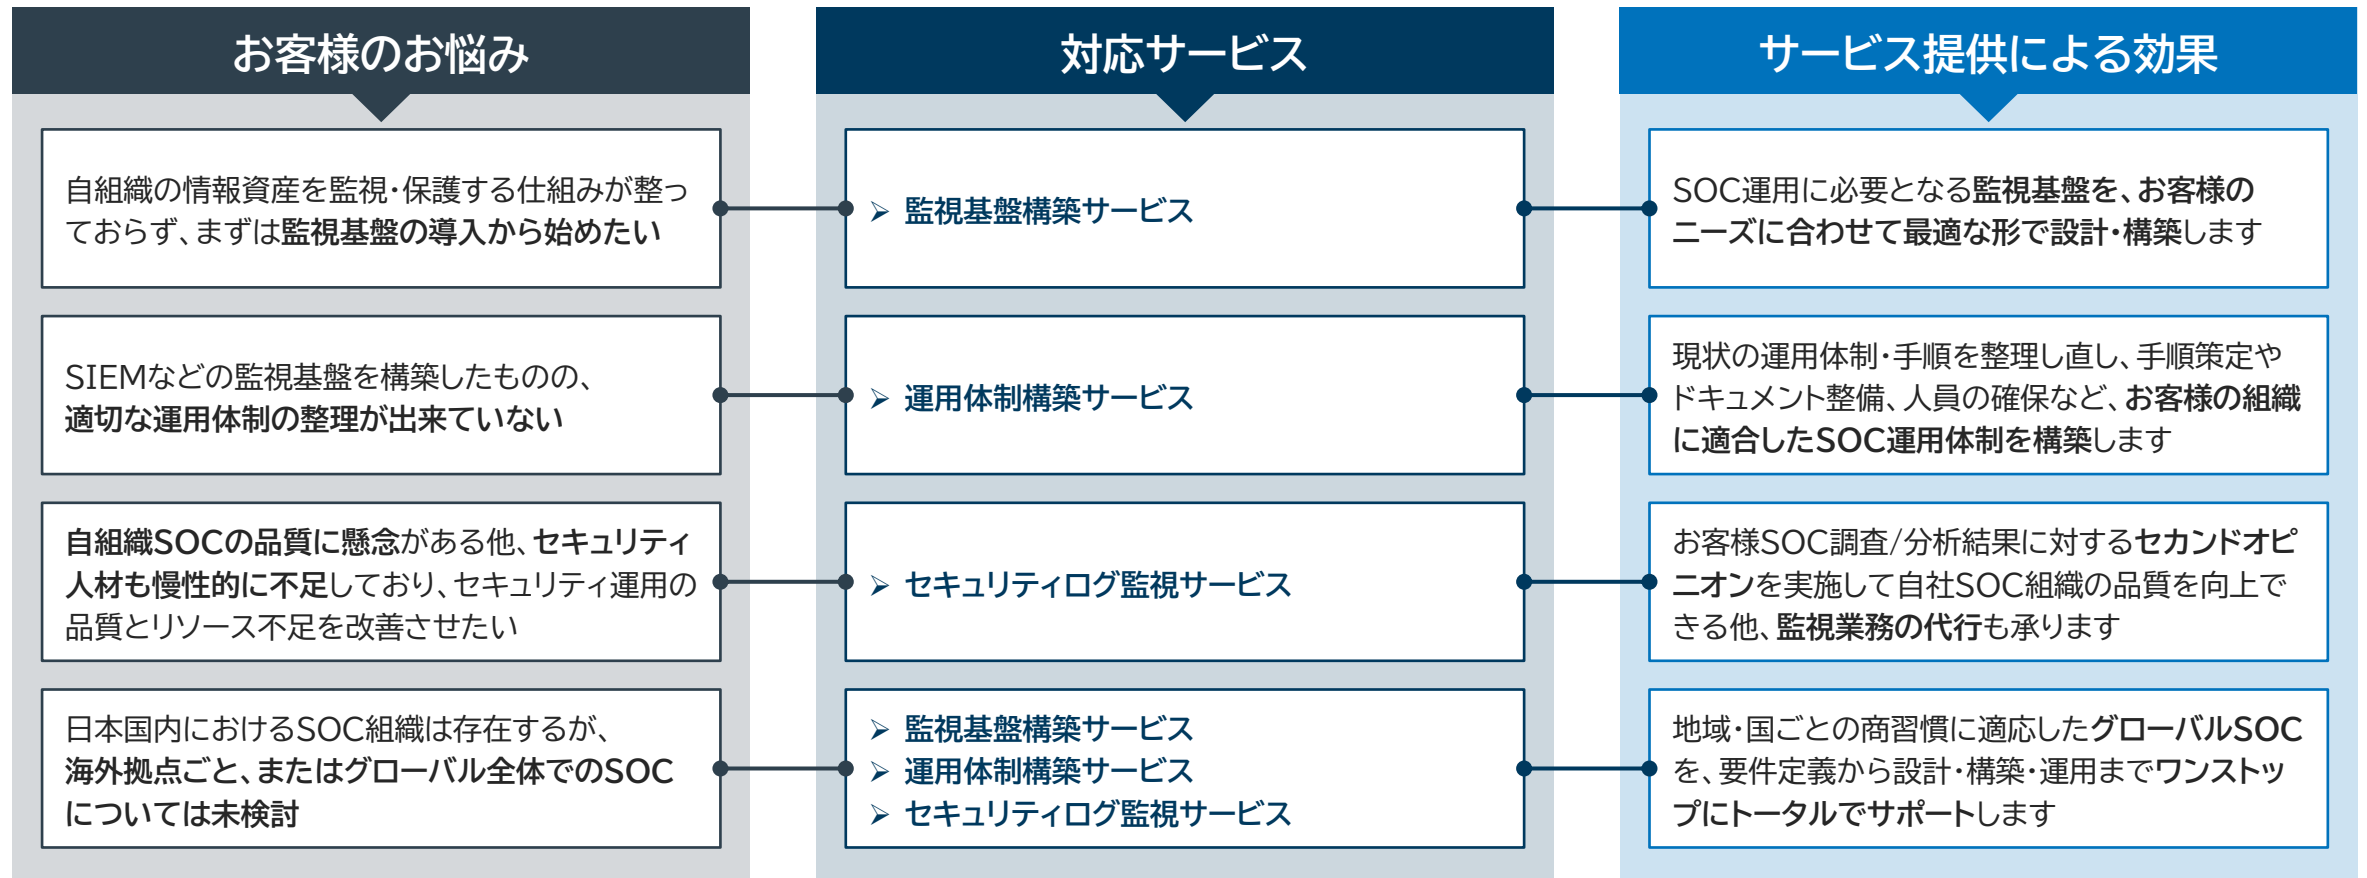 お客様のお悩み
対応サービス
サービス提供による効果
自組織の情報資産を監視・保護する仕組みが整っ
ておらず、まずは監視基盤の導入から始めたい
➢ 監視基盤構築サービス
SOC運用に必要となる監視基盤を、お客様の
ニーズに合わせて最適な形で設計・構築します
SIEMなどの監視基盤を構築したものの、
適切な運用体制の整理が出来ていない
➢ 運用体制構築サービス
現状の運用体制・手順を整理し直し、手順策定や
ドキュメント整備、人員の確保など、お客様の組織
に適合したSOC運用体制を構築します
自組織SOCの品質に懸念がある他、セキュリティ
人材も慢性的に不足しており、セキュリティ運用の
品質とリソース不足を改善させたい
➢ セキュリティログ監視サービス
お客様SOC調査/分析結果に対するセカンドオピ
ニオンを実施して自社SOC組織の品質を向上で
きる他、監視業務の代行も承ります
日本国内におけるSOC組織は存在するが、
海外拠点ごと、またはグローバル全体でのSOC
については未検討
➢ 監視基盤構築サービス
➢ 運用体制構築サービス
➢ セキュリティログ監視サービス
地域・国ごとの商習慣に適応したグローバルSOC
を、要件定義から設計・構築・運用までワンストッ
プにトータルでサポートします